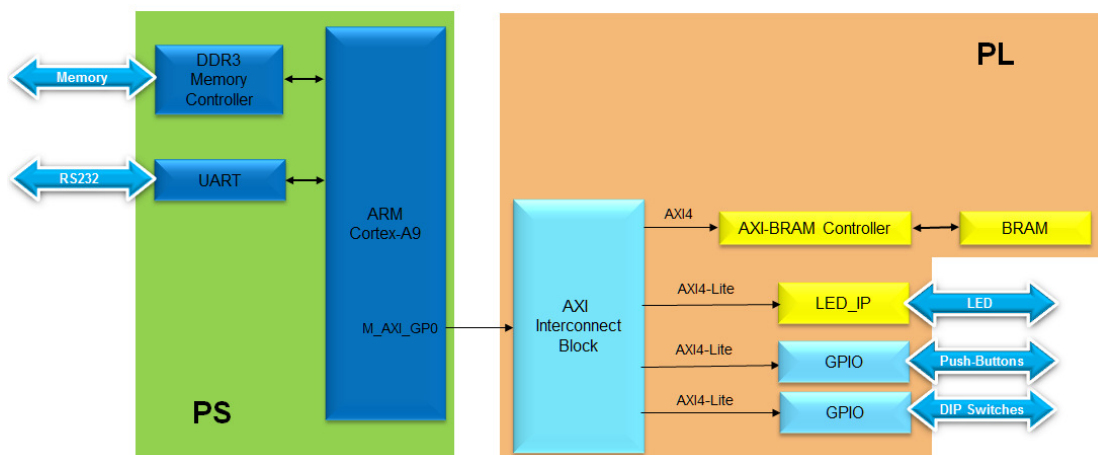 DDR3
Memory
Controller
Memory
UART
RS232
ARM
Cortex-A9
M_AXI_GP0
PS
PL
AXI
Interconnect
Block
AXI4
AXI-BRAM Controller
BRAM
AXI4-Lite
LED_IP
LED
AXI4-Lite
GPIO
Push-Buttons
AXI4-Lite
GPIO
DIP Switches